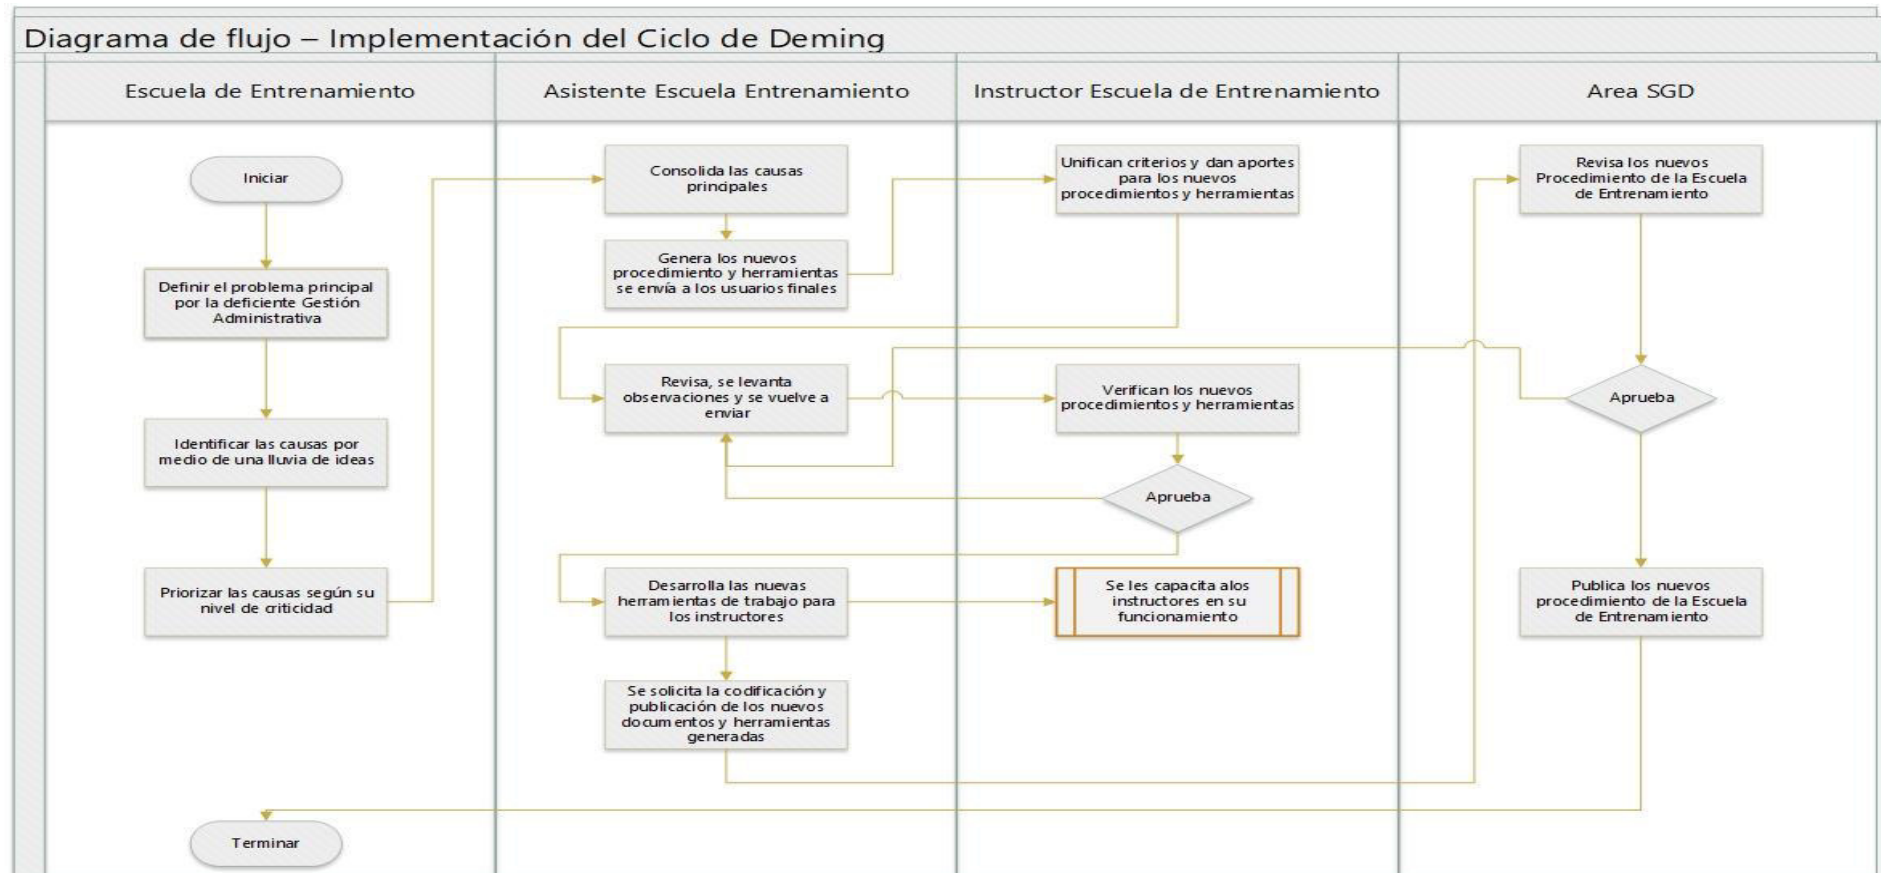 Diagrama de flujo – Implementación del Ciclo de Deming
Escuela de Entrenamiento
Asistente Escuela Entrenamiento
Instructor Escuela de Entrenamiento
Area SGD
Iniciar
Definir el problema principal
por la deficiente Gestión
Administrativa
Identificar las causas por
medio de una lluvia de ideas
Priorizar las causas según su
nivel de criticidad
Terminar
Consolida las causas
principales
Genera los nuevos
procedimiento y herramientas
se envía a los usuarios finales
Revisa, se levanta
observaciones y se vuelve a
enviar
Desarrolla las nuevas
herramientas de trabajo para
los instructores
Se solicita la codificación y
publicación de los nuevos
documentos y herramientas
generadas
Unifican criterios y dan aportes
para los nuevos
procedimientos y herramientas
Verifican los nuevos
procedimientos y herramientas
Aprueba
Se les capacita alos
instructores en su
funcionamiento
Revisa los nuevos
Procedimiento de la Escuela
de Entrenamiento
Aprueba
Publica los nuevos
procedimiento de la Escuela
de Entrenamiento